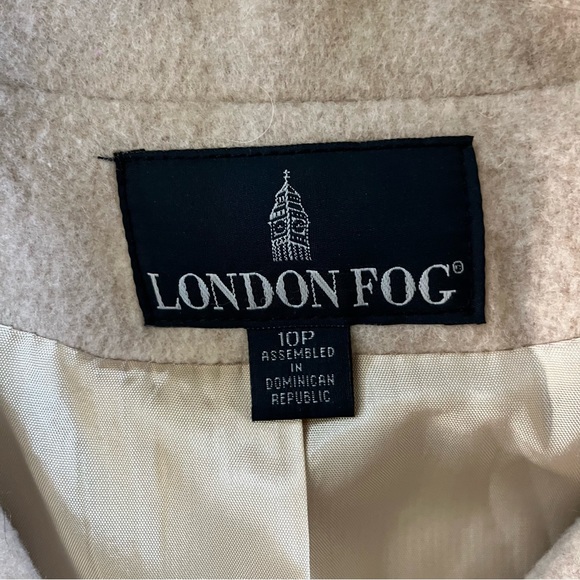 LONDON FOG®
10P
ASSEMBLED
IN
DOMINICAN
REPUBLIC